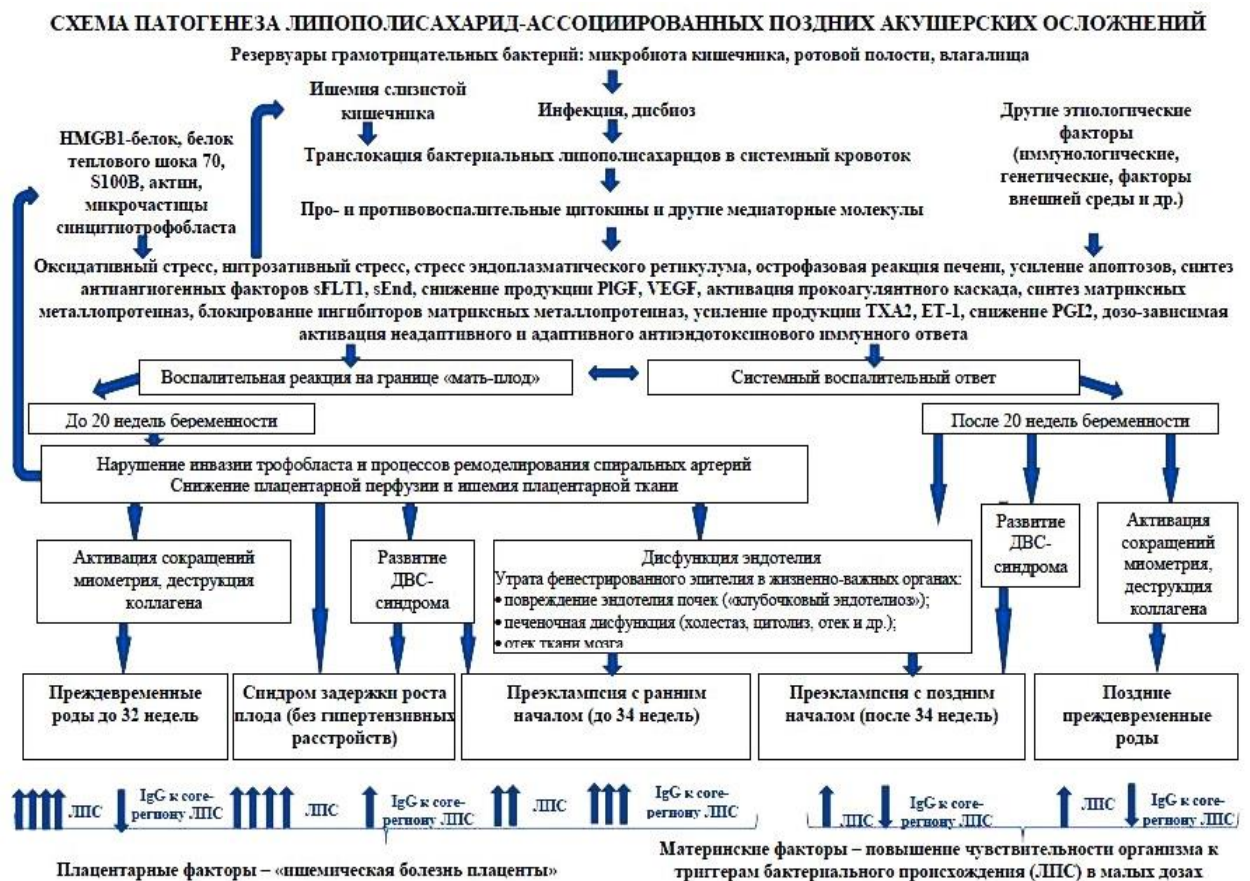 СХЕМА ПАТОГЕНЕЗА ЛИПОПОЛИСАХАРИД-АССОЦИИРОВАННЫХ ПОЗДНИХ АКУШЕРСКИХ ОСЛОЖНЕНИЙ
Резервуары грамотрицательных бактерий: микробиота кишечника, ротовой полости, влагалища
Ишемия слизистой
кишечника
Инфекция, дисбиоз
Другие этиологические
факторы
(иммунологические,
генетические, факторы
внешней среды и др.)
HMGB1-белок, белок
теплового шока 70,
S100B, актин,
микрочастицы
синцитиотрофобласта
Транслокация бактериальных липополисахаридов в системный кровоток
Про- и противовоспалительные цитокины и другие медиаторные молекулы
Оксидативный стресс, нитрозативный стресс, стресс эндоплазматического ретикулума, острофазовая реакция печени, усиление апоптозов, синтез
антиангиогенных факторов sFLT1, sEnd, снижение продукции PlGF, VEGF, активация прокоагулянтного каскада, синтез матриксных
металлопротеиназ, блокирование ингибиторов матриксных металлопротеиназ, усиление продукции TXA2, ET-1, снижение PGI2, дозо-зависимая
активация неадаптивного и адаптивного антиэндотоксинового иммунного ответа
Воспалительная реакция на границе «мать-плод»
Системный воспалительный ответ
До 20 недель беременности
После 20 недель беременности
Нарушение инвазии трофобласта и процессов ремоделирования спиральных артерий
Снижение плацентарной перфузии и ишемия плацентарной ткани
Активация сокращений
миометрия, деструкция
коллагена
Развитие
ДВС-
синдрома
Дисфункция эндотелия
Утрата фенестрированного эпителия в жизненно-важных органах:
• повреждение эндотелия почек («клубочковый эндотелиоз»);
• печеночная дисфункция (холестаз, цитолиз, отек и др.);
• отек ткани мозга
Развитие
ДВС-
синдрома
Активация
сокращений
миометрия,
деструкция
коллагена
Преждевременные
роды до 32 недель
Синдром задержки роста
плода (без гипертензивных
расстройств)
Преэклампсия с ранним
началом (до 34 недель)
Преэклампсия с поздним
началом (после 34 недель)
Поздние
преждевременные
роды
ЛПС
IgG к core-
региону ЛПС
ЛПС
IgG к core-
региону ЛПС
ЛПС
IgG к core-
региону ЛПС
ЛПС
IgG к core-
региону ЛПС
ЛПС
IgG к core-
региону ЛПС
Плацентарные факторы – «ишемическая болезнь плаценты»
Материнские факторы – повышение чувствительности организма к
триггерам бактериального происхождения (ЛПС) в малых дозах